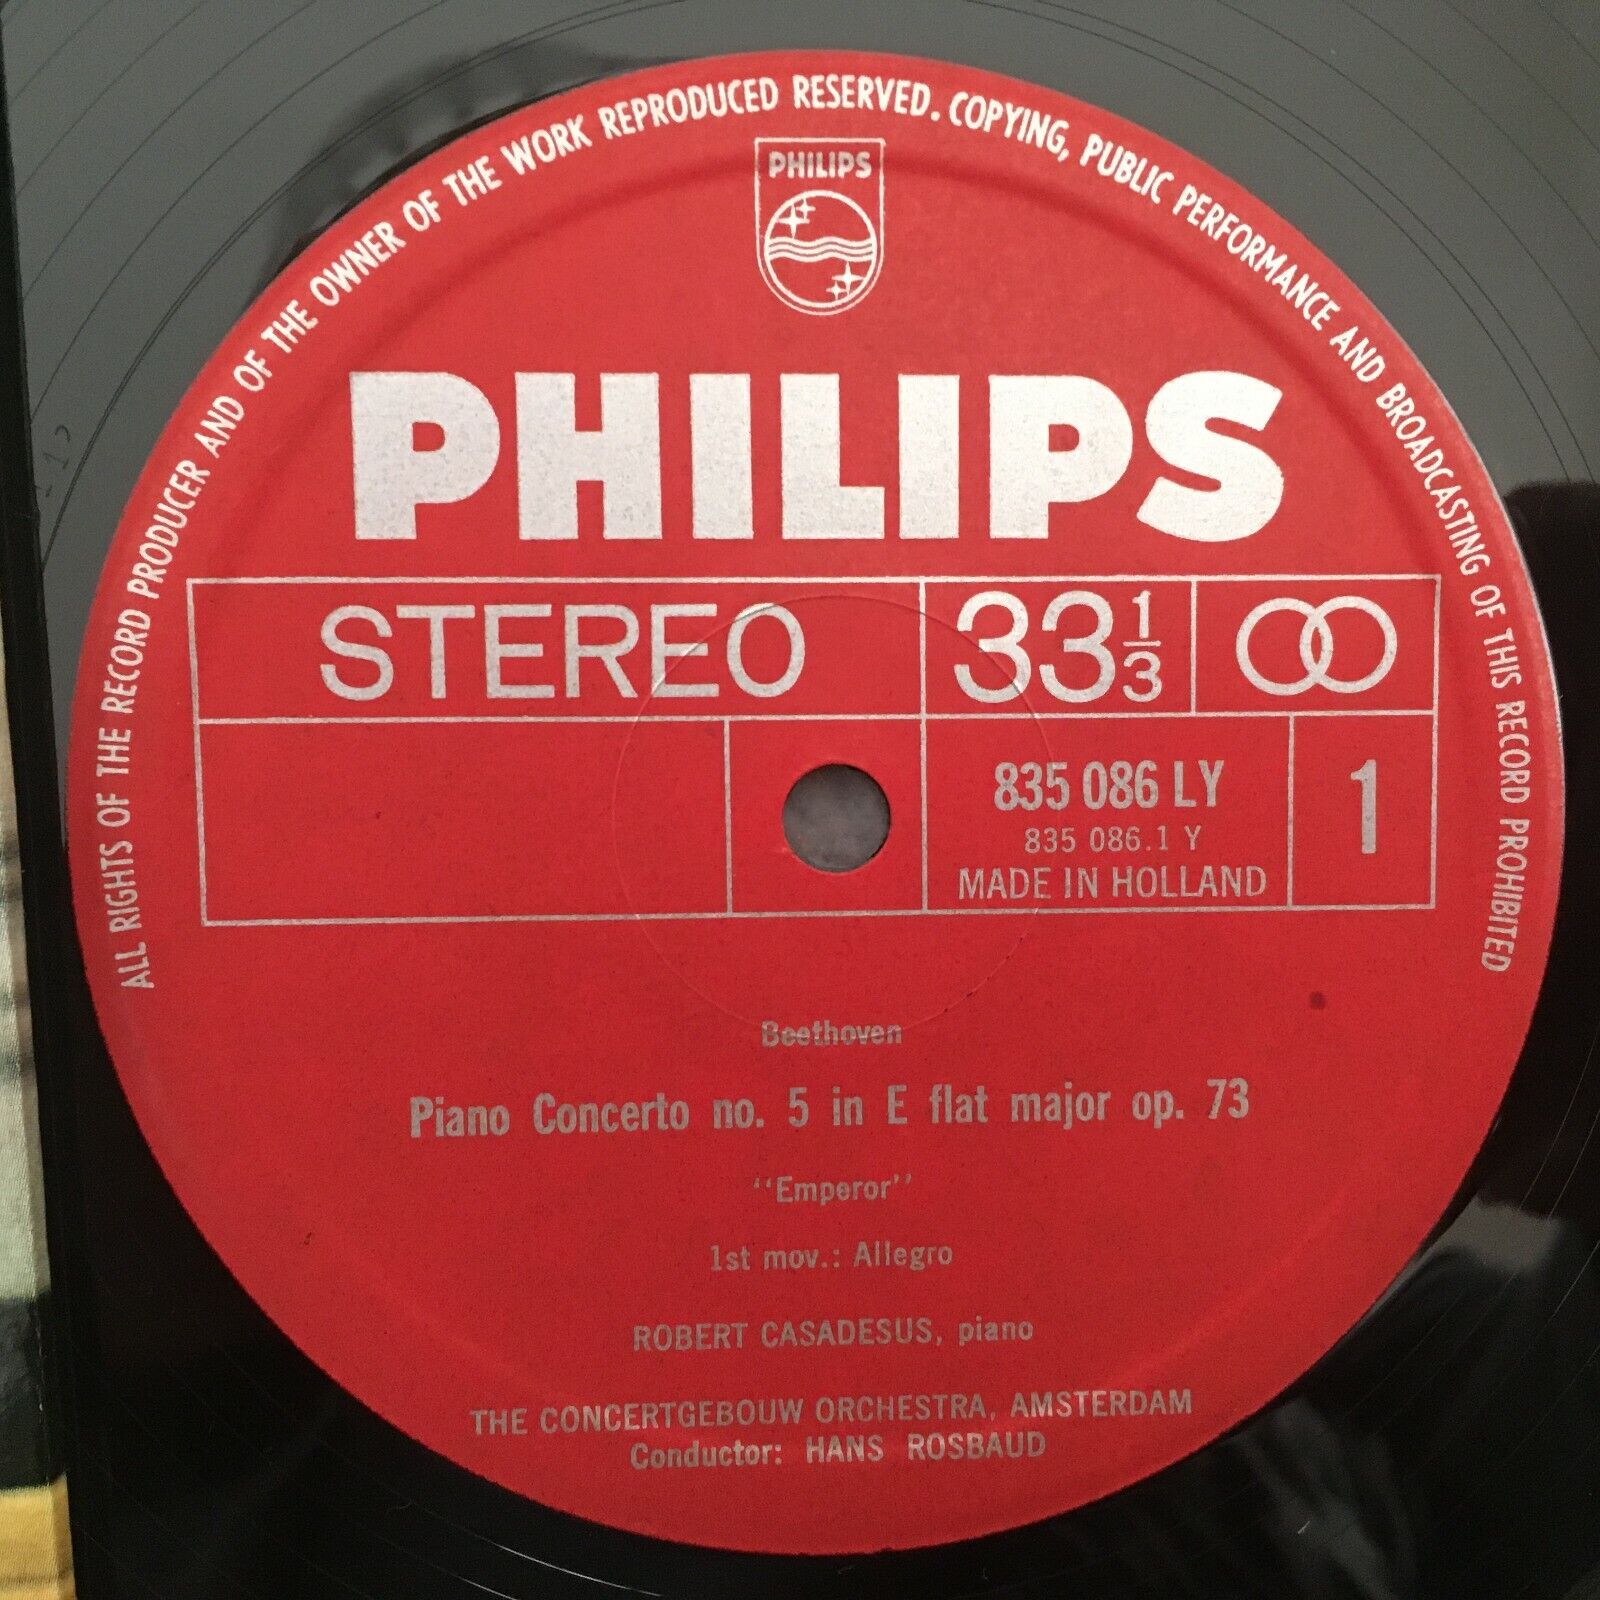 ALL RIGHTS OF THE RECORD PRODUCER AND OF THE OWNER OF THE WORK REPRODUCED RESERVED. COPYING, PUBLIC PERFORMANCE AND BROADCASTING OF THIS RECORD PROHIBITED
PHILIPS
PHILIPS
STEREO 33 1/3
835 086 LY 1
835 086.1 Y
MADE IN HOLLAND
Beethoven
Piano Concerto no. 5 in E flat major op. 73
"Emperor"
1st mov.: Allegro
ROBERT CASADESUS, piano
THE CONCERTGEBOUW ORCHESTRA, AMSTERDAM
Conductor: HANS ROSBAUD